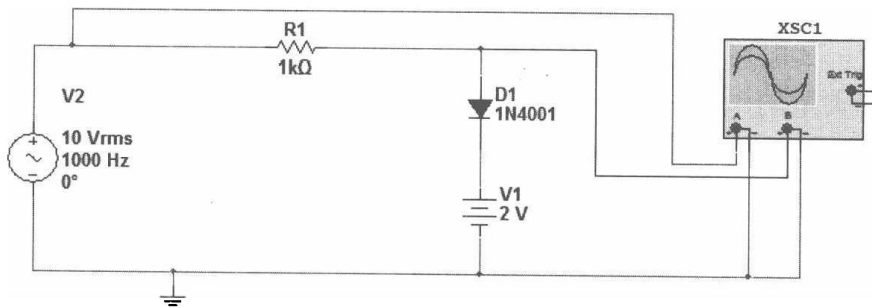 XSC1
R1
1kΩ
Ext Trig
V2
D1
1N4001
A
B
10 Vrms
1000 Hz
0°
V1
2 V